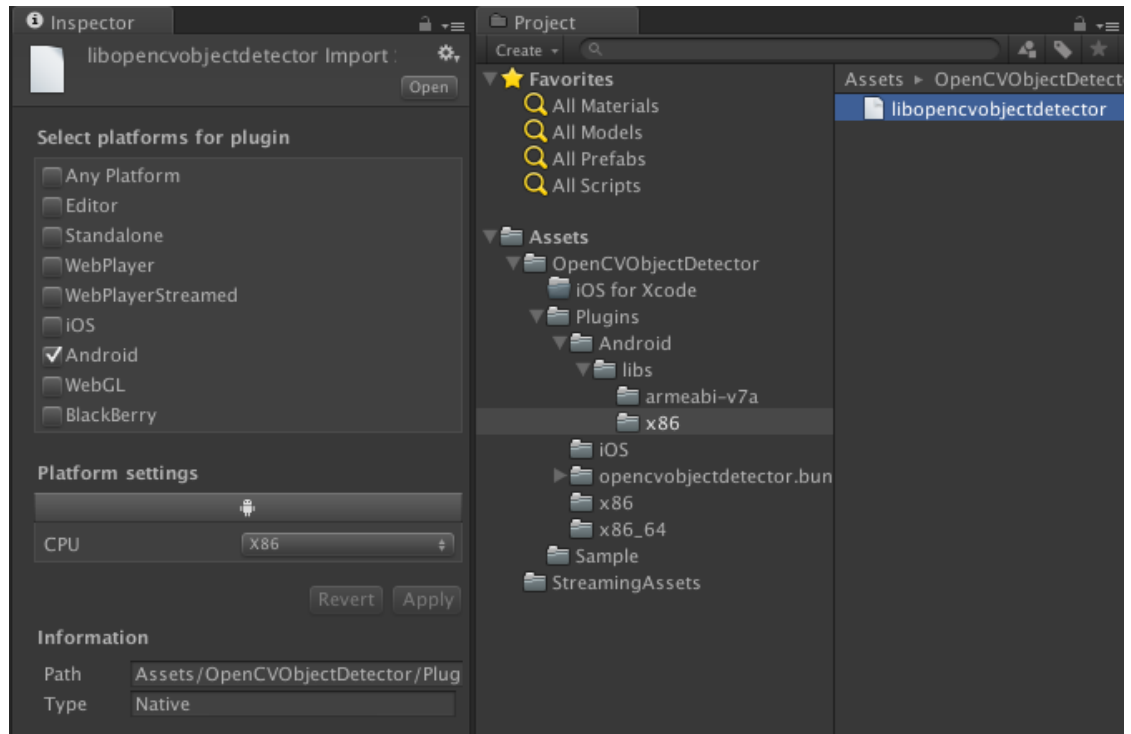 Inspector
libopencvobjectdetector Import
Open
Select platforms for plugin
Any Platform
Editor
Standalone
WebPlayer
WebPlayerStreamed
iOS
Android
WebGL
BlackBerry
Platform settings
CPU X86
Revert Apply
Information
Path Assets/OpenCVObjectDetector/Plug
Type Native
Project
Create
Favorites
All Materials
All Models
All Prefabs
All Scripts
Assets
OpenCVObjectDetector
iOS for Xcode
Plugins
Android
libs
armeabi-v7a
x86
iOS
opencvobjectdetector.bun
x86
x86_64
Sample
StreamingAssets
Assets ▸ OpenCVObjectDetect
libopencvobjectdetector